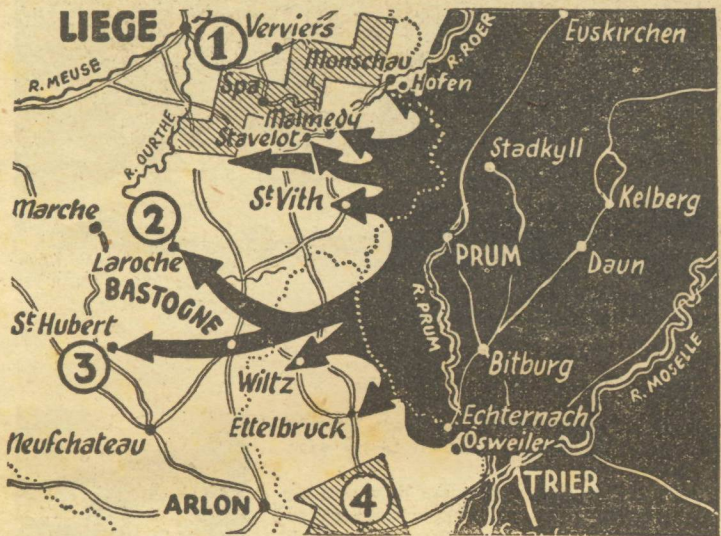 LIEGE
1
Verviers
Euskirchen
R. MEUSE
Monschau
R. ROER
Hofen
Spa
Malmedy
Stavelot
R. OURTHE
Stadkyll
St Vith
Kelberg
Marche
2
Laroche
PRUM
Daun
BASTOGNE
R. PRUM
St Hubert
3
Wiltz
Bitburg
R. MOSELLE
Neufchateau
Ettelbruck
Echternach
Osweiler
ARLON
4
TRIER